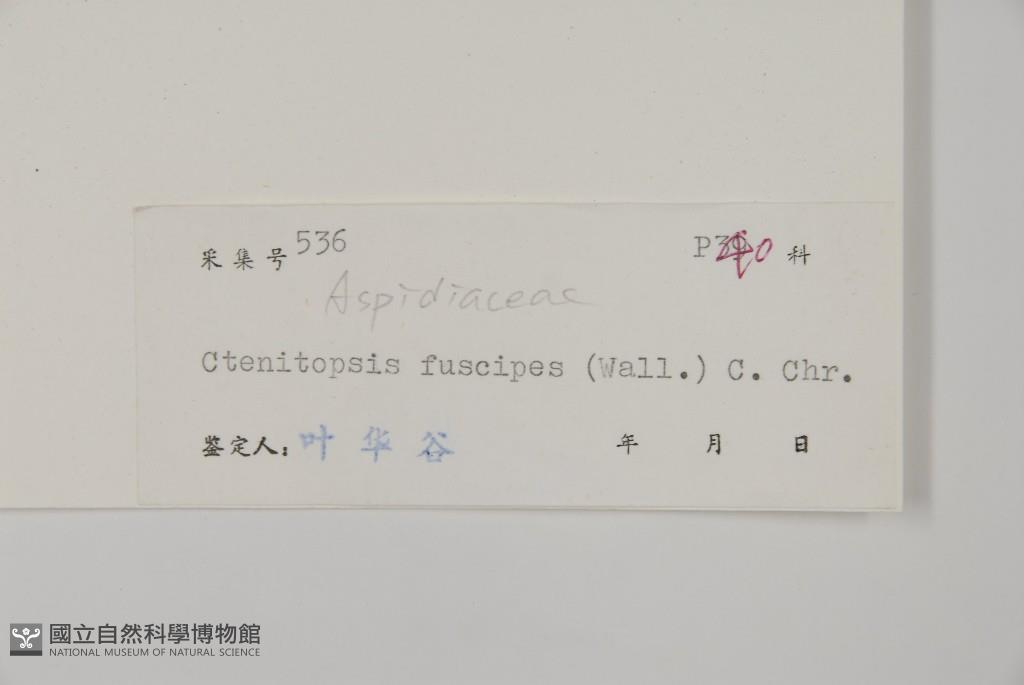 采集号 536 P40 科
Aspidiaceae
Ctenitopsis fuscipes (Wall.) C. Chr.
鉴定人：叶华谷 年 月 日
國立自然科學博物館
NATIONAL MUSEUM OF NATURAL SCIENCE